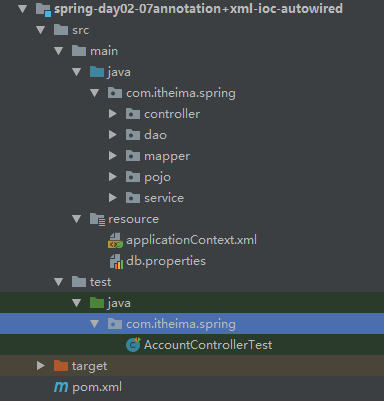 spring-day02-07annotation+xml-ioc-autowired
src
main
java
com.itheima.spring
controller
dao
mapper
pojo
service
resource
applicationContext.xml
db.properties
test
java
com.itheima.spring
AccountControllerTest
target
pom.xml